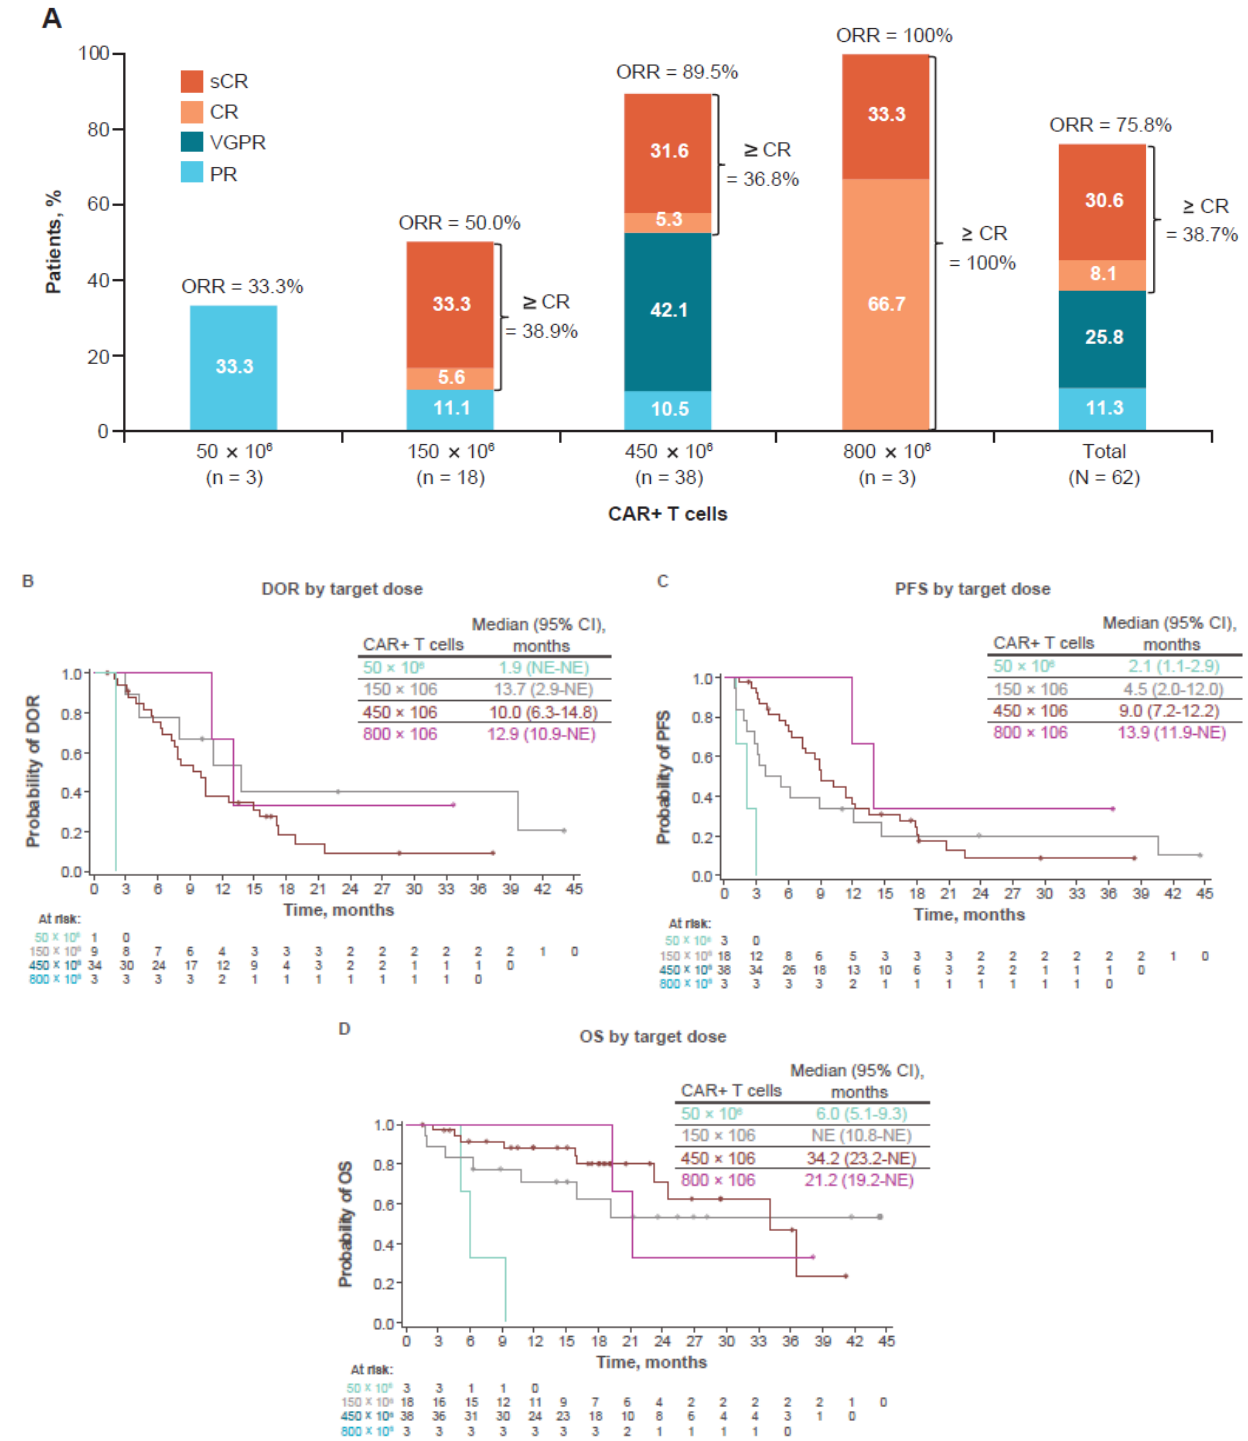 A
ORR = 100%
100
ORR = 89.5%
sCR
CR
VGPR
PR
33.3
80
31.6
≥ CR
= 36.8%
ORR = 75.8%
Patients, %
60
5.3
30.6
≥ CR
= 38.7%
ORR = 50.0%
≥ CR
= 100%
8.1
40
ORR = 33.3%
33.3
≥ CR
= 38.9%
42.1
66.7
25.8
20
33.3
5.6
11.1
10.5
11.3
0
50 × 10⁶ 150 × 10⁶ 450 × 10⁶ 800 × 10⁶ Total
(n = 3) (n = 18) (n = 38) (n = 3) (N = 62)
CAR+ T cells
B
DOR by target dose
Median (95% CI),
CAR+ T cells months
50 × 10⁶ 1.9 (NE-NE)
150 × 106 13.7 (2.9-NE)
450 × 106 10.0 (6.3-14.8)
800 × 106 12.9 (10.9-NE)
Probability of DOR
1.0
0.8
0.6
0.4
0.2
0.0
0 3 6 9 12 15 18 21 24 27 30 33 36 39 42 45
Time, months
At risk:
50 × 10⁶ 1 0
150 × 10⁶ 9 8 7 6 4 3 3 3 2 2 2 2 2 2 1 0
450 × 10⁶ 34 30 24 17 12 9 4 3 2 2 1 1 1 0
800 × 10⁶ 3 3 3 3 2 1 1 1 1 1 1 1 0
C
PFS by target dose
Median (95% CI),
CAR+ T cells months
50 × 10⁶ 2.1 (1.1-2.9)
150 × 106 4.5 (2.0-12.0)
450 × 106 9.0 (7.2-12.2)
800 × 106 13.9 (11.9-NE)
Probability of PFS
1.0
0.8
0.6
0.4
0.2
0.0
0 3 6 9 12 15 18 21 24 27 30 33 36 39 42 45
Time, months
At risk:
50 × 10⁶ 3 0
150 × 10⁶ 18 12 8 6 5 3 3 3 2 2 2 2 2 2 1 0
450 × 10⁶ 38 34 26 18 13 10 6 3 2 2 1 1 1 0
800 × 10⁶ 3 3 3 3 2 1 1 1 1 1 1 1 0
D
OS by target dose
Median (95% CI),
CAR+ T cells months
50 × 10⁶ 6.0 (5.1-9.3)
150 × 106 NE (10.8-NE)
450 × 106 34.2 (23.2-NE)
800 × 106 21.2 (19.2-NE)
Probability of OS
1.0
0.8
0.6
0.4
0.2
0.0
0 3 6 9 12 15 18 21 24 27 30 33 36 39 42 45
Time, months
At risk:
50 × 10⁶ 3 3 1 1 0
150 × 10⁶ 18 16 15 12 11 9 7 6 4 2 2 2 2 2 1 0
450 × 10⁶ 38 36 31 30 24 23 18 10 8 6 4 4 3 1 0
800 × 10⁶ 3 3 3 3 3 3 3 2 1 1 1 1 0